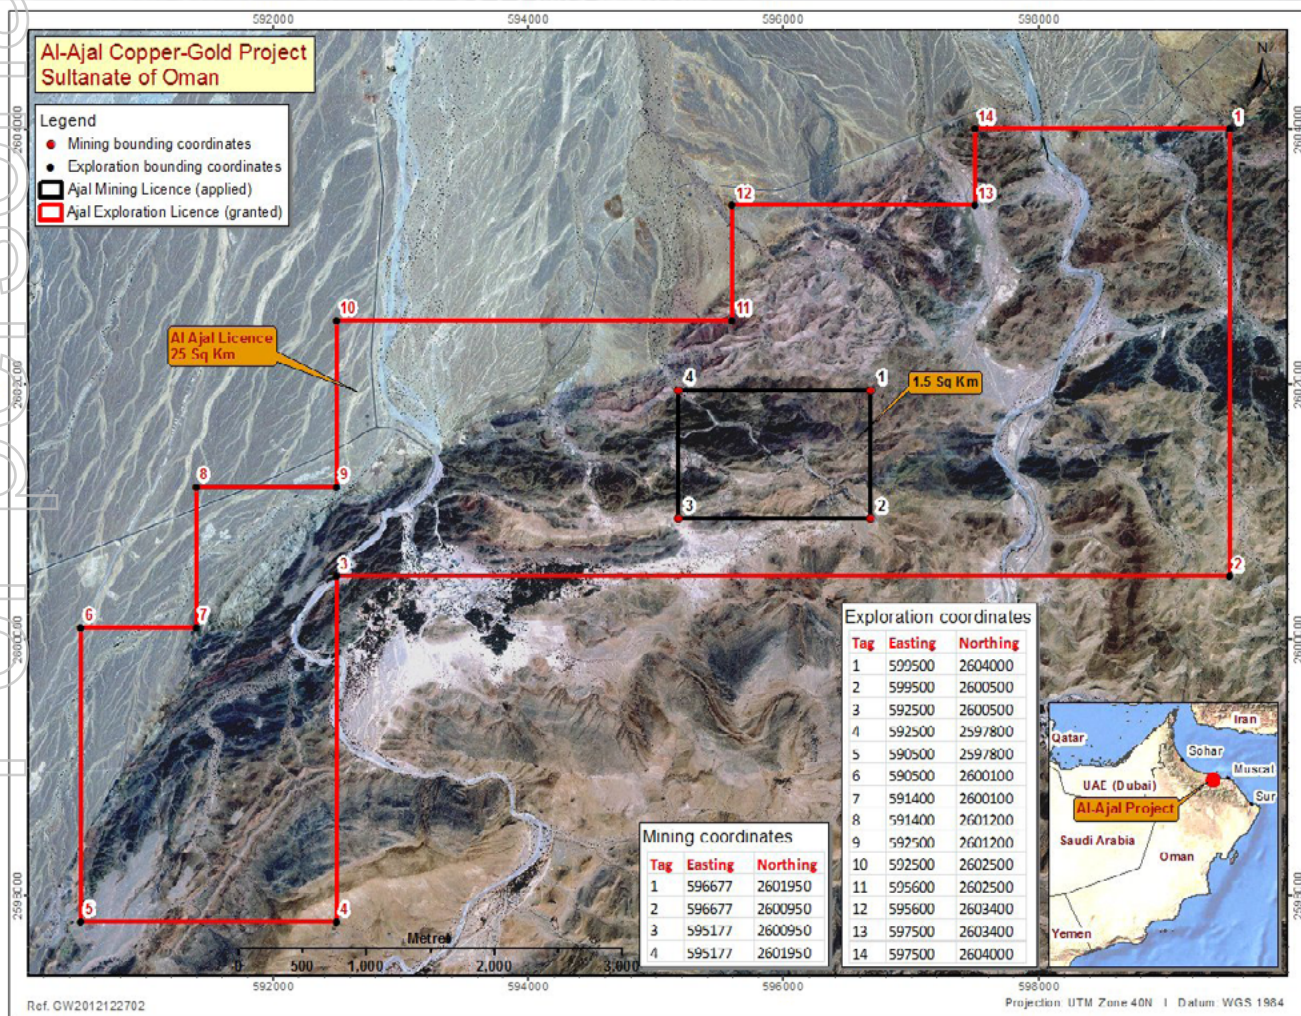 592000 594000 596000 598000
Al-Ajal Copper-Gold Project
Sultanate of Oman
N
Legend
Mining bounding coordinates
Exploration bounding coordinates
Ajal Mining Licence (applied)
Ajal Exploration Licence (granted)
2604000
2604000
14
1
12
13
10
11
Al Ajal Licence
25 Sq Km
2602000
2602000
4
1
1.5 Sq Km
8
9
3
2
3
2
6
7
2600000
2600000
Exploration coordinates
Tag Easting Northing
1 599500 2604000
2 599500 2600500
3 592500 2600500
4 592500 2597800
5 590500 2597800
6 590500 2600100
7 591400 2600100
8 591400 2601200
9 592500 2601200
10 592500 2602500
11 595600 2602500
12 595600 2603400
13 597500 2603400
14 597500 2604000
Iran
Qatar
Sohar
Muscat
UAE (Dubai)
Sur
Al-Ajal Project
Saudi Arabia
Oman
Yemen
Mining coordinates
Tag Easting Northing
1 596677 2601950
2 596677 2600950
3 595177 2600950
4 595177 2601950
5
4
Metres
0 500 1,000 2,000 3,000
592000 594000 596000 598000
Ref. GW2012122702
Projection: UTM Zone 40N | Datum: WGS 1984